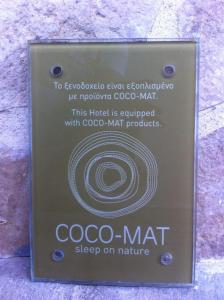 Το ξενοδοχείο είναι εξοπλισμένο
με προϊόντα COCO-MAT.
This Hotel is equipped
with COCO-MAT products.
COCO-MAT
sleep on nature